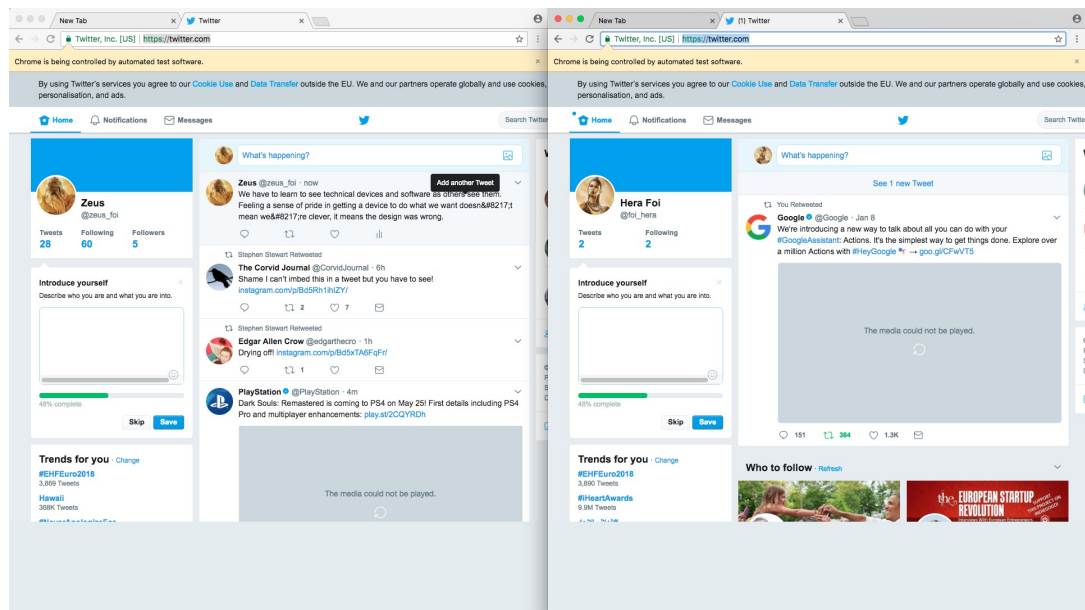 New Tab
Twitter
Twitter, Inc. [US] https://twitter.com
Chrome is being controlled by automated test software.
By using Twitter's services you agree to our Cookie Use and Data Transfer outside the EU. We and our partners operate globally and use cookies,
personalisation, and ads.
Home Notifications Messages Search Twitter
Zeus
@zeus_foi
Tweets Following Followers
28 60 5
Introduce yourself
Describe who you are and what you are into.
48% complete
Skip Save
Trends for you · Change
#EHFEuro2018
3,869 Tweets
Hawaii
368K Tweets
What's happening?
Zeus @zeus_foi · now
Add another Tweet
We have to learn to see technical devices and software as others see them.
Feeling a sense of pride in getting a device to do what we want doesn&#8217;t
mean we&#8217;re clever, it means the design was wrong.
Stephen Stewart Retweeted
The Corvid Journal @CorvidJournal · 6h
Shame I can't imbed this in a tweet but you have to see!
instagram.com/p/Bd5Rh1ihIZY/
2 7
Stephen Stewart Retweeted
Edgar Allen Crow @edgarthecro · 1h
Drying off! instagram.com/p/Bd5xTA6FqFr/
1
PlayStation @PlayStation · 4m
Dark Souls: Remastered is coming to PS4 on May 25! First details including PS4
Pro and multiplayer enhancements: play.st/2CQYRDh
The media could not be played.
New Tab
(1) Twitter
Twitter, Inc. [US] https://twitter.com
Chrome is being controlled by automated test software.
By using Twitter's services you agree to our Cookie Use and Data Transfer outside the EU. We and our partners operate globally and use cookies,
personalisation, and ads.
Home Notifications Messages Search Twitte
Hera Foi
@foi_hera
Tweets Following
2 2
Introduce yourself
Describe who you are and what you are into.
48% complete
Skip Save
Trends for you · Change
#EHFEuro2018
3,890 Tweets
#iHeartAwards
9.9M Tweets
What's happening?
See 1 new Tweet
You Retweeted
Google @Google · Jan 8
We're introducing a new way to talk about all you can do with your
#GoogleAssistant: Actions. It's the simplest way to get things done. Explore over
a million Actions with #HeyGoogle → goo.gl/CFwVT5
The media could not be played.
151 384 1.3K
Who to follow · Refresh
the EUROPEAN STARTUP
REVOLUTION
Interviews With European Entrepreneurs
SUPPORT
THIS PROJECT ON
INDIEGOGO!